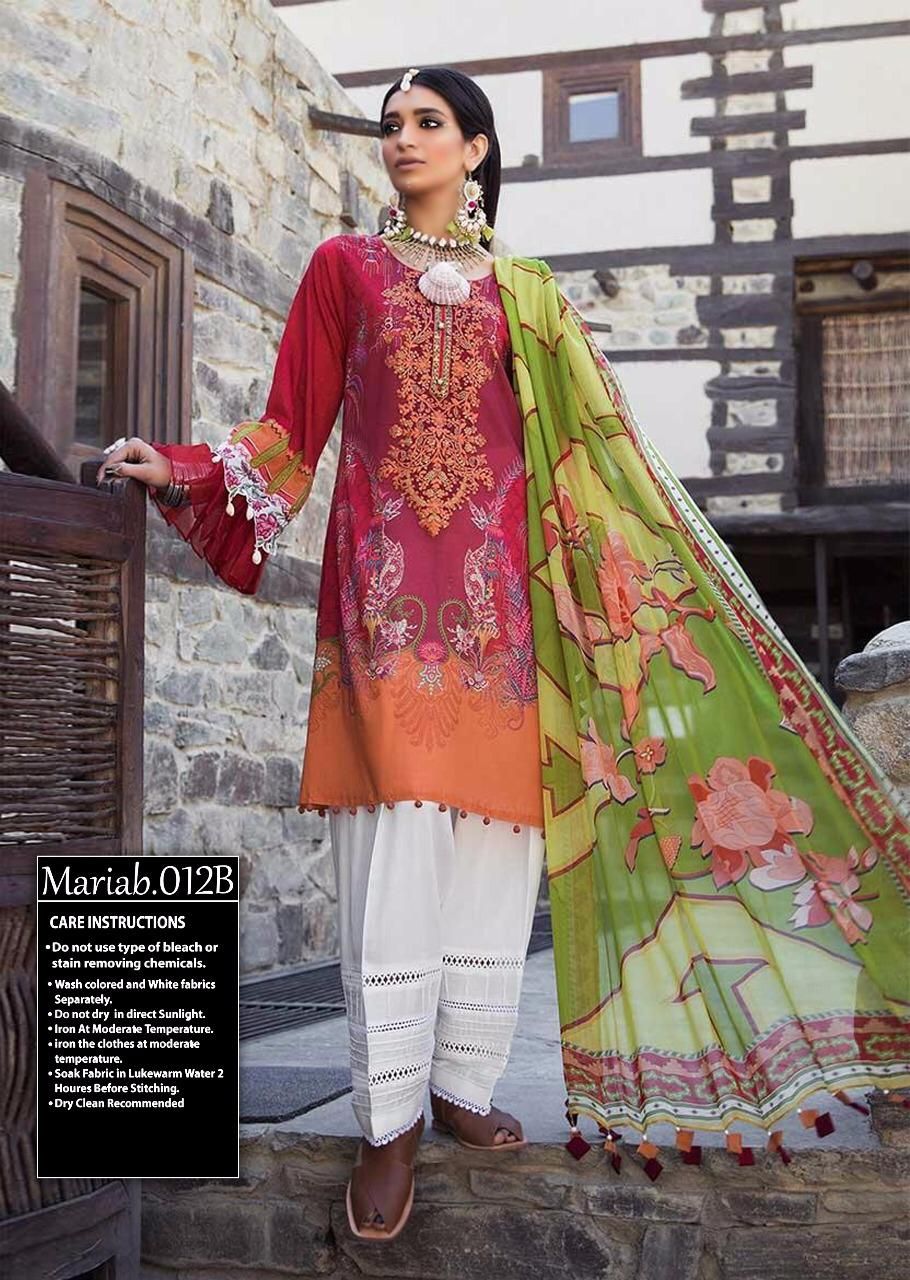 Mariab.012B
CARE INSTRUCTIONS
• Do not use type of bleach or
stain removing chemicals.
• Wash colored and White fabrics
Separately.
• Do not dry in direct Sunlight.
• Iron At Moderate Temperature.
• iron the clothes at moderate
temperature.
• Soak Fabric in Lukewarm Water 2
Houres Before Stitching.
• Dry Clean Recommended